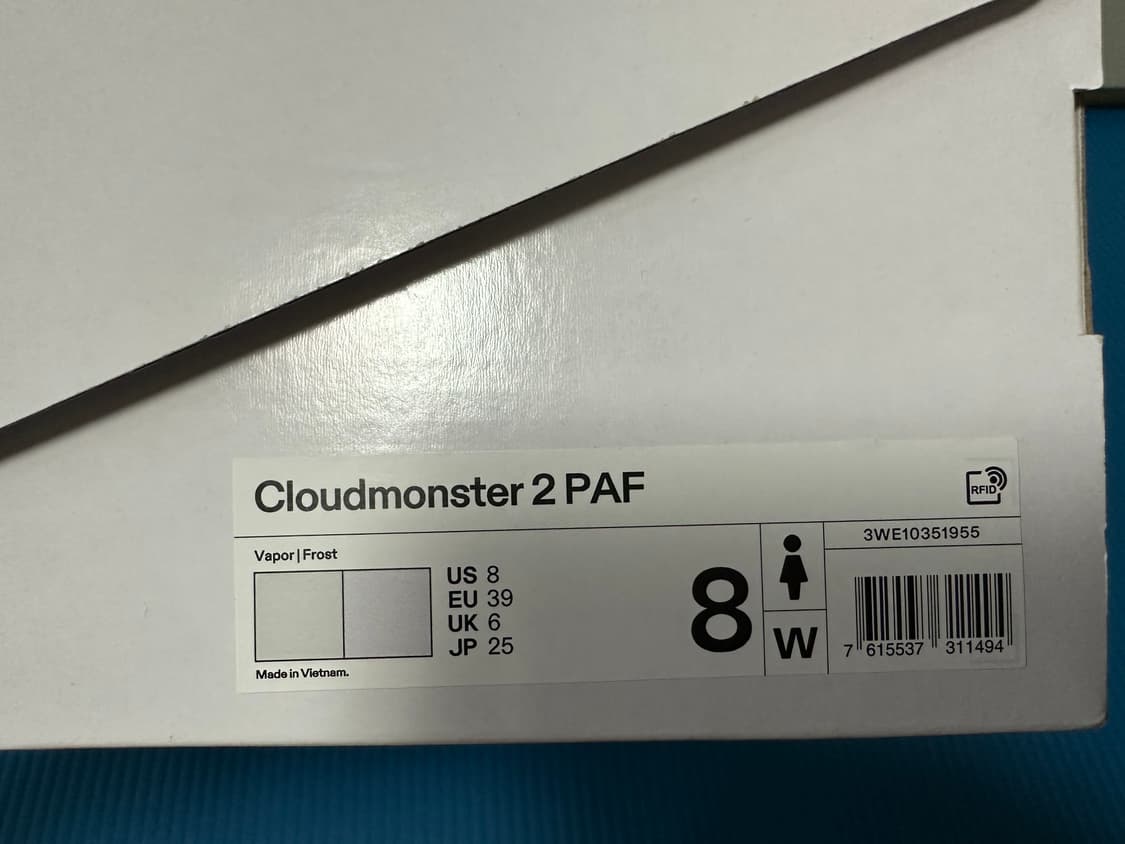 Cloudmonster 2 PAF
RFID
Vapor | Frost
US 8
EU 39
UK 6
JP 25
Made in Vietnam.
8
W
3WE10351955
7 615537 311494